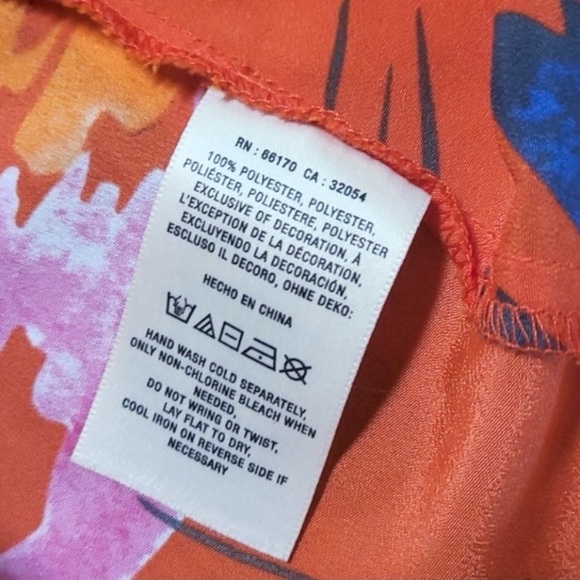 RN : 66170 CA : 32054
100% POLYESTER, POLYESTER,
POLIÉSTER, POLIESTERE, POLYESTER
EXCLUSIVE OF DECORATION, À
L'EXCEPTION DE LA DÉCORATION,
EXCLUYENDO LA DECORACIÓN,
ESCLUSO IL DECORO, OHNE DEKO:
HECHO EN CHINA
HAND WASH COLD SEPARATELY.
ONLY NON-CHLORINE BLEACH WHEN
NEEDED,
DO NOT WRING OR TWIST,
LAY FLAT TO DRY,
COOL IRON ON REVERSE SIDE IF
NECESSARY